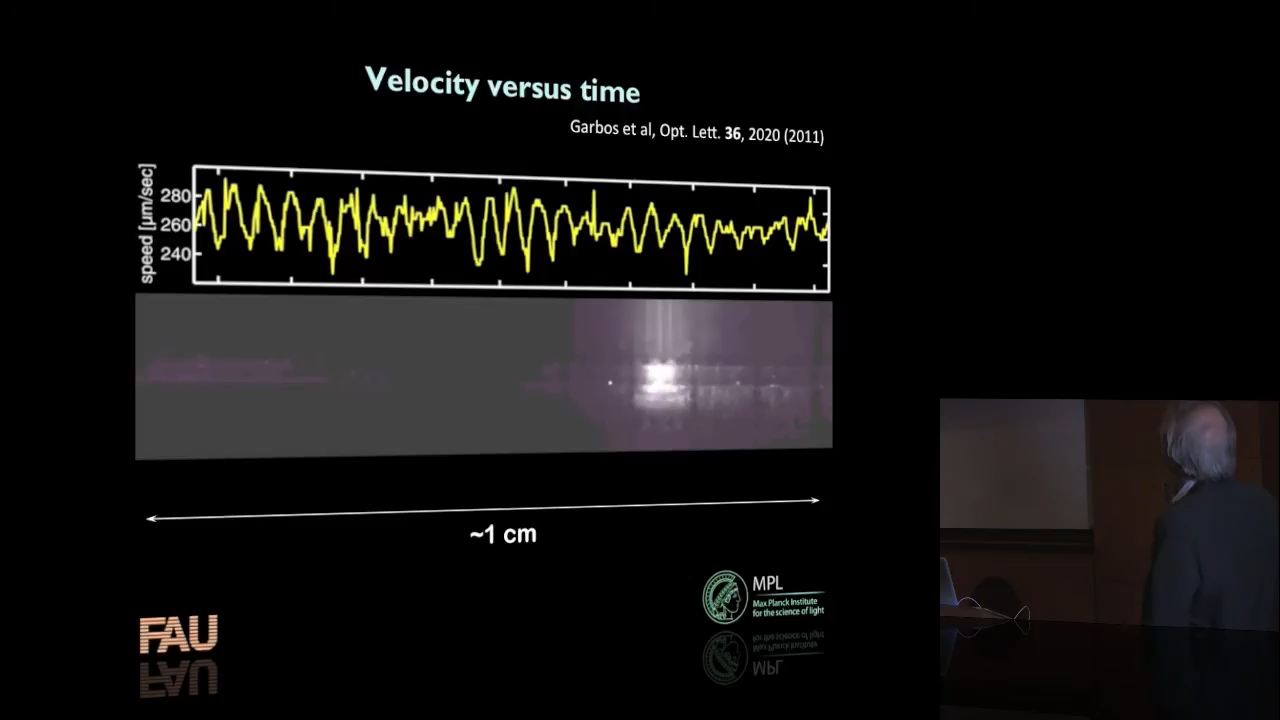 Velocity versus time
Garbos et al, Opt. Lett. 36, 2020 (2011)
speed [µm/sec]
280
260
240
~1 cm
MPL
Max Planck Institute
for the science of light
FAU